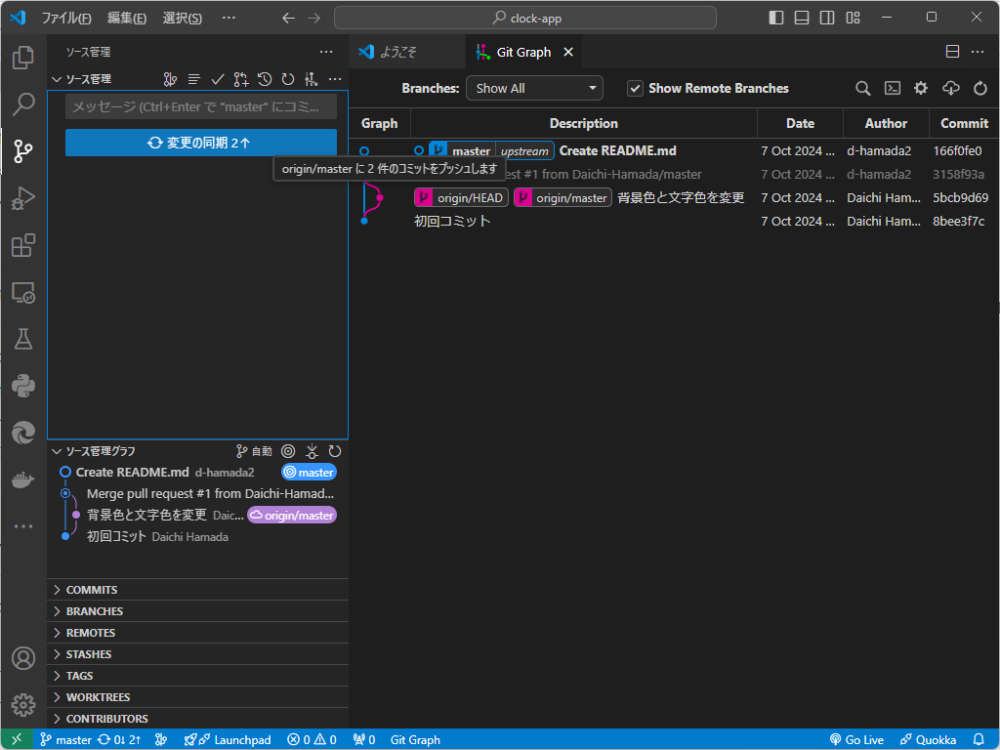 ファイル(F) 編集(E) 選択(S) ··· clock-app
ソース管理 ···
ようこそ
Git Graph
ソース管理
メッセージ (Ctrl+Enter で "master" にコミ...
変更の同期 2↑
origin/master に 2 件のコミットをプッシュします
Branches: Show All Show Remote Branches
Graph Description Date Author Commit
master upstream Create README.md 7 Oct 2024 ... d-hamada2 166f0fe0
st #1 from Daichi-Hamada/master 7 Oct 2024 ... d-hamada2 3158f93a
origin/HEAD origin/master 背景色と文字色を変更 7 Oct 2024 ... Daichi Ham... 5bcb9d69
初回コミット 7 Oct 2024 ... Daichi Ham... 8bee3f7c
ソース管理グラフ 自動
Create README.md d-hamada2 master
Merge pull request #1 from Daichi-Hamad...
背景色と文字色を変更 Daic... origin/master
初回コミット Daichi Hamada
COMMITS
BRANCHES
REMOTES
STASHES
TAGS
WORKTREES
CONTRIBUTORS
master 0↓ 2↑ Launchpad 0 0 0 Git Graph Go Live Quokka